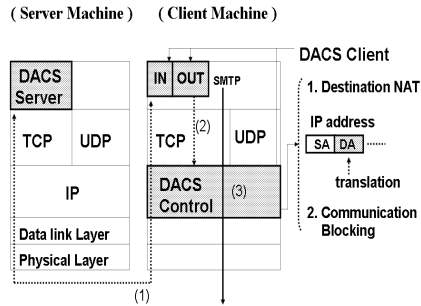 ( Server Machine ) ( Client Machine )
DACS Client
DACS
Server
IN OUT SMTP
1. Destination NAT
TCP UDP
(2)
TCP UDP
IP address
SA DA
IP
DACS
Control
(3)
translation
2. Communication
Blocking
Data link Layer
Physical Layer
(1)